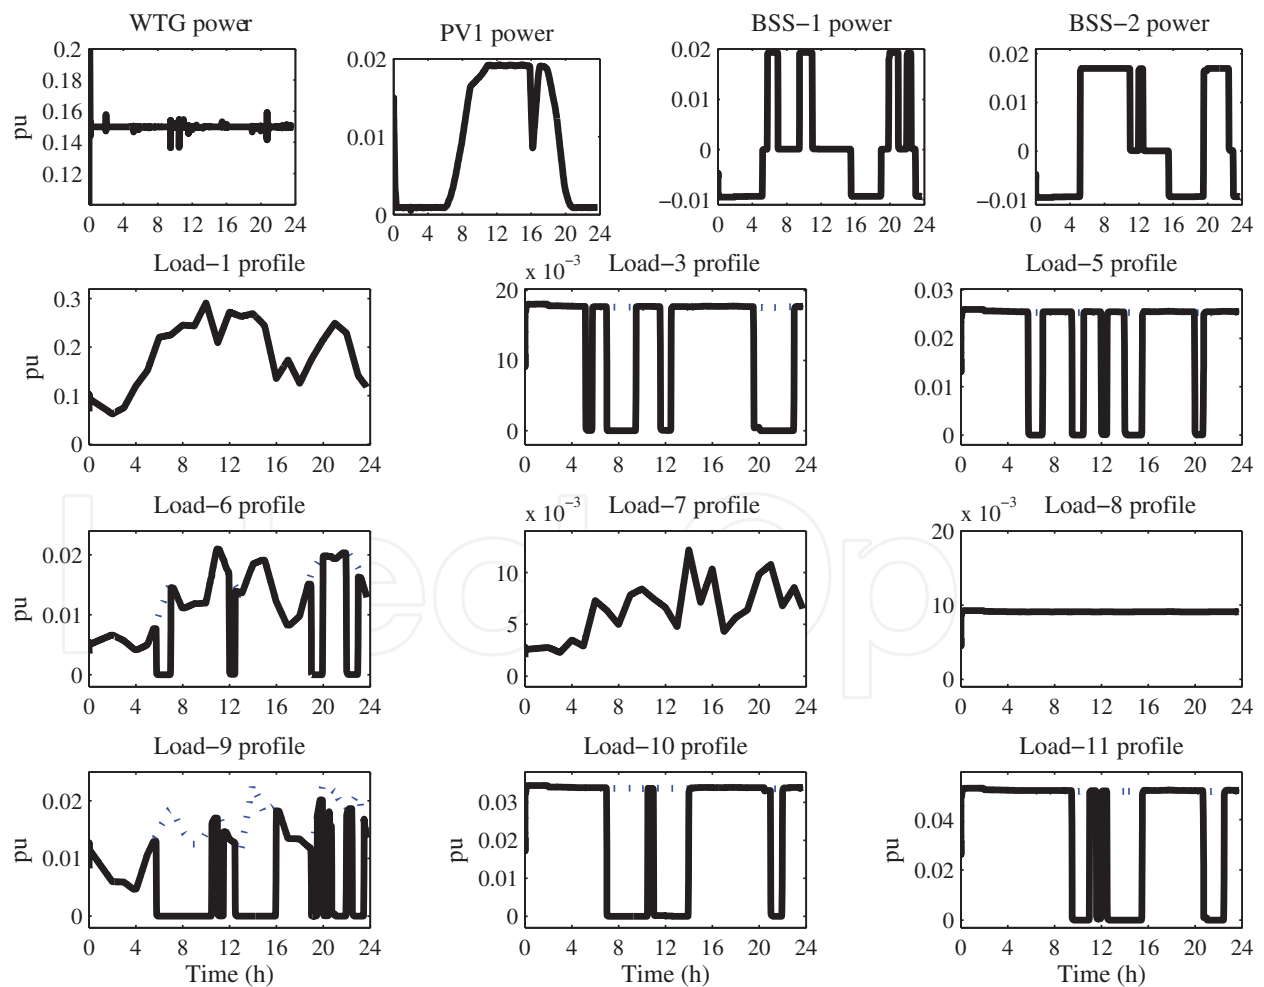 WTG power
PV1 power
BSS−1 power
BSS−2 power
pu
0.2
0.18
0.16
0.14
0.12
0 4 8 12 16 20 24
0.02
0.01
0
0 4 8 12 16 20 24
0.02
0.01
0
−0.01
0 4 8 12 16 20 24
0.02
0.01
0
−0.01
0 4 8 12 16 20 24
Load−1 profile
x 10⁻³ Load−3 profile
Load−5 profile
pu
0.3
0.2
0.1
0
0 4 8 12 16 20 24
20
10
0
0 4 8 12 16 20 24
0.03
0.02
0.01
0
0 4 8 12 16 20 24
Load−6 profile
x 10⁻³ Load−7 profile
x 10⁻³ Load−8 profile
pu
0.02
0.01
0
0 4 8 12 16 20 24
10
5
0
0 4 8 12 16 20 24
20
10
0
0 4 8 12 16 20 24
Load−9 profile
Load−10 profile
Load−11 profile
pu
0.02
0.01
0
0 4 8 12 16 20 24
Time (h)
pu
0.03
0.02
0.01
0
0 4 8 12 16 20 24
Time (h)
pu
0.04
0.02
0
0 4 8 12 16 20 24
Time (h)